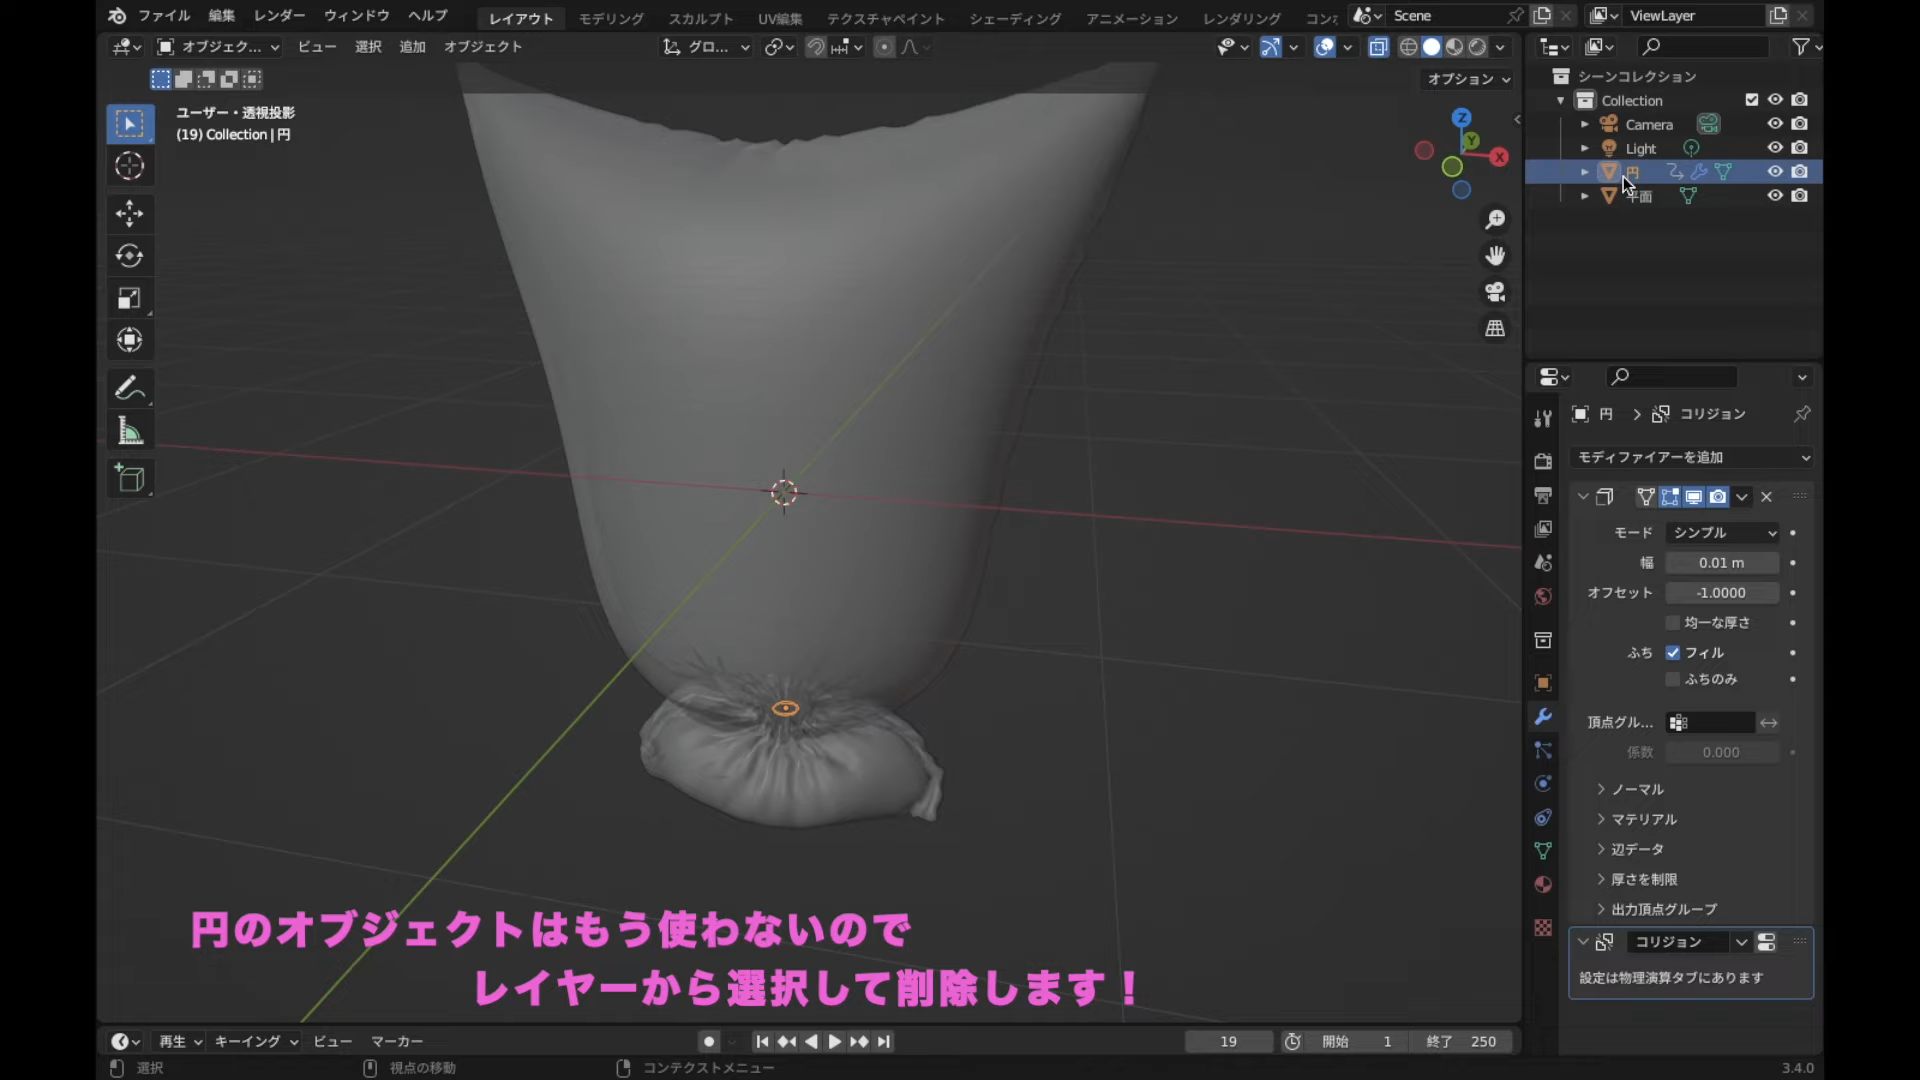 ファイル 編集 レンダー ウィンドウ ヘルプ レイアウト モデリング スカルプト UV編集 テクスチャペイント シェーディング アニメーション レンダリング コン Scene ViewLayer
オブジェク... ビュー 選択 追加 オブジェクト グロ...
オプション
ユーザー・透視投影
(19) Collection | 円
Z
Y
X
シーンコレクション
Collection
Camera
Light
円
平面
円 > コリジョン
モディファイアーを追加
モード シンプル
幅 0.01 m
オフセット -1.0000
均一な厚さ
ふち フィル
ふちのみ
頂点グル...
係数 0.000
ノーマル
マテリアル
辺データ
厚さを制限
出力頂点グループ
コリジョン
設定は物理演算タブにあります
円のオブジェクトはもう使わないので
レイヤーから選択して削除します！
再生 キーイング ビュー マーカー 19 開始 1 終了 250
選択 視点の移動 コンテクストメニュー 3.4.0